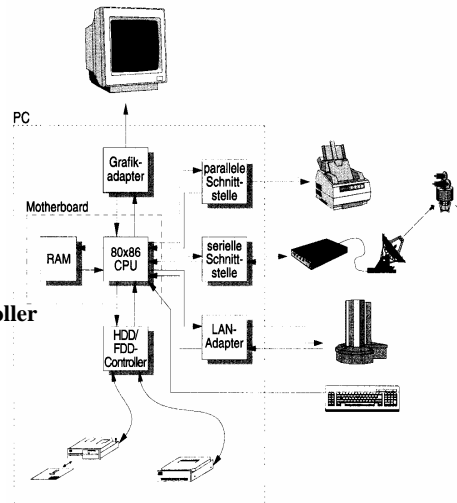 PC
Grafik-
adapter
parallele
Schnitt-
stelle
Motherboard
RAM
80x86
CPU
serielle
Schnitt-
stelle
oller
HDD/
FDD-
Controller
LAN-
Adapter